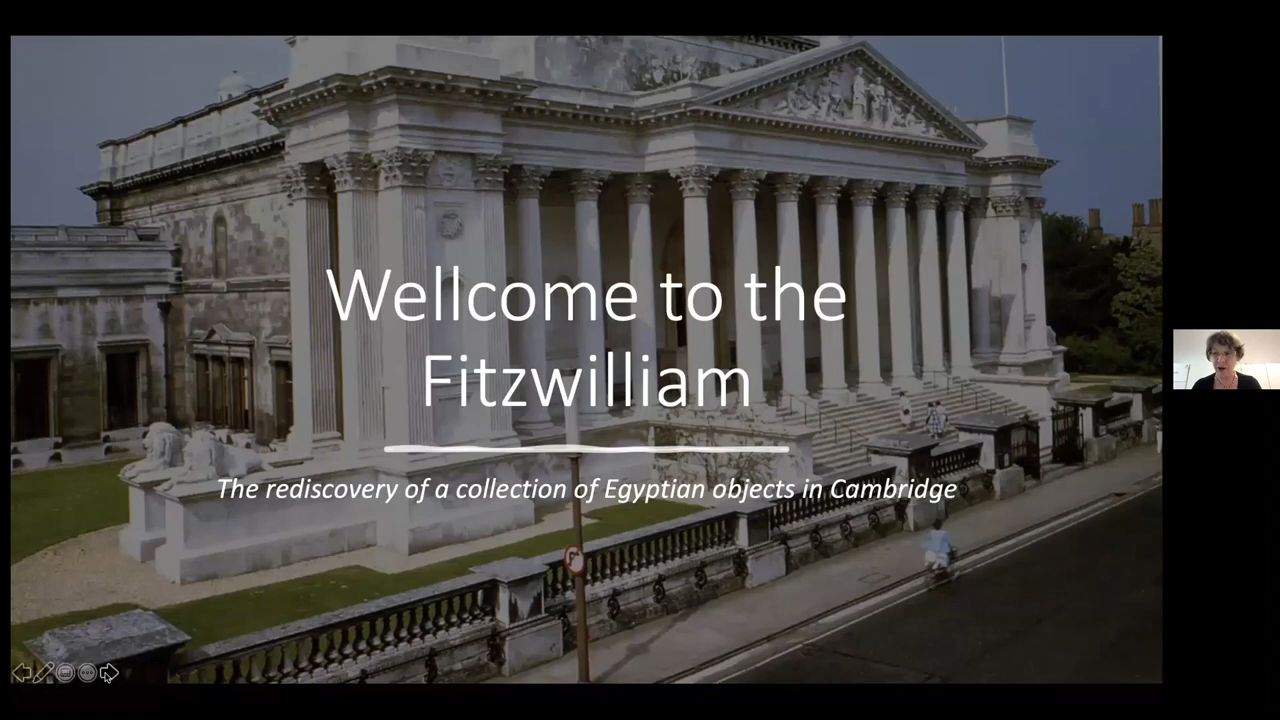 Wellcome to the
Fitzwilliam
The rediscovery of a collection of Egyptian objects in Cambridge